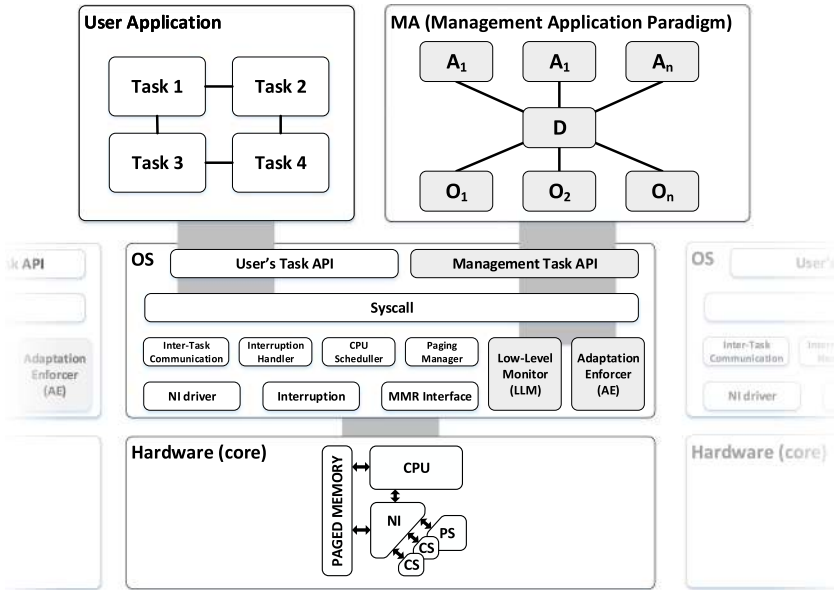 User Application
Task 1
Task 2
Task 3
Task 4
MA (Management Application Paradigm)
A1
A1
An
D
O1
O2
On
k API
Adaptation
Enforcer
(AE)
OS
User's Task API
Management Task API
Syscall
Inter-Task
Communication
Interruption
Handler
CPU
Scheduller
Paging
Manager
Low-Level
Monitor
(LLM)
Adaptation
Enforcer
(AE)
NI driver
Interruption
MMR Interface
OS
User's
Inter-Task
Communication
NI driver
Hardware (core)
PAGED MEMORY
CPU
NI
PS
CS
CS
Hardware (core)